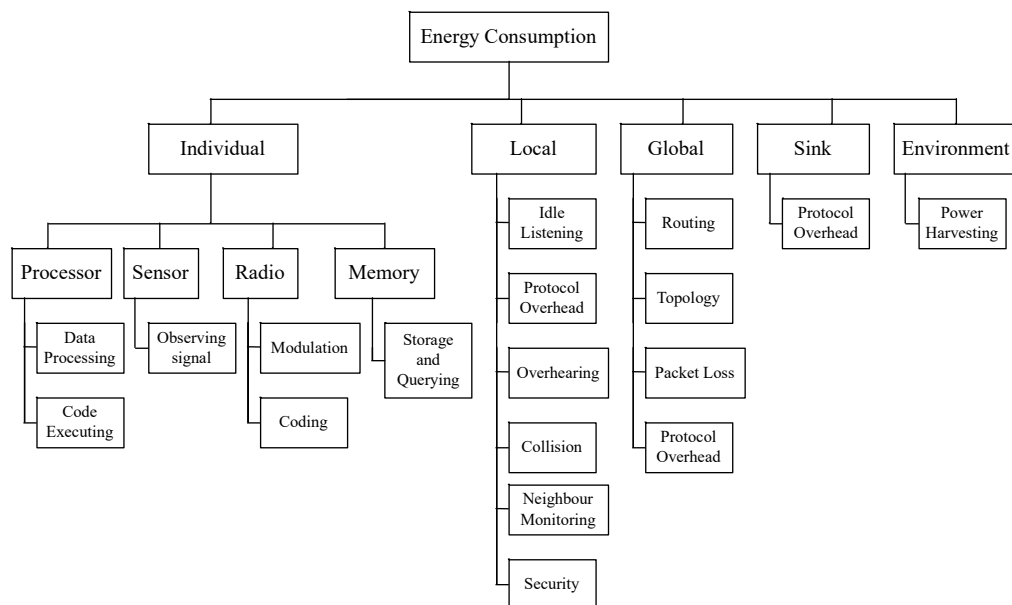 Energy Consumption
Individual
Local
Global
Sink
Environment
Processor
Sensor
Radio
Memory
Data
Processing
Code
Executing
Observing
signal
Modulation
Coding
Storage
and
Querying
Idle
Listening
Protocol
Overhead
Overhearing
Collision
Neighbour
Monitoring
Security
Routing
Topology
Packet Loss
Protocol
Overhead
Protocol
Overhead
Power
Harvesting